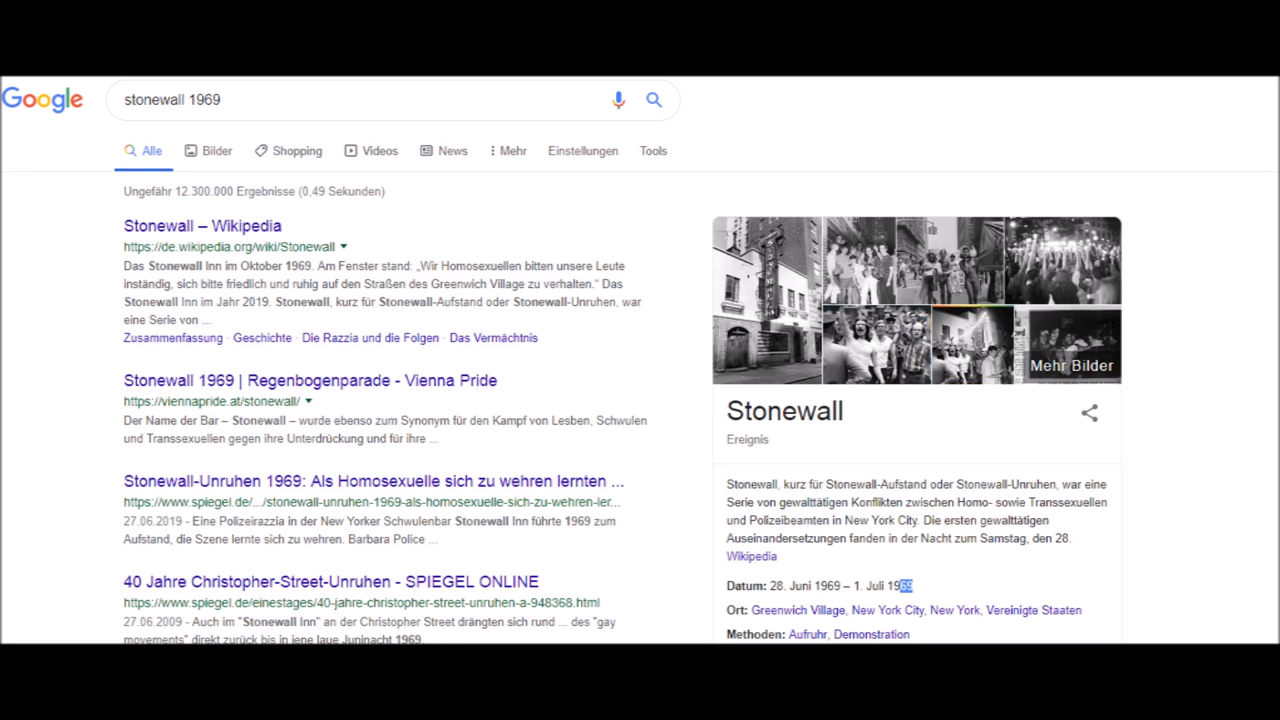 Google
stonewall 1969
Alle Bilder Shopping Videos News Mehr Einstellungen Tools
Ungefähr 12.300.000 Ergebnisse (0,49 Sekunden)
Stonewall – Wikipedia
https://de.wikipedia.org/wiki/Stonewall
Das Stonewall Inn im Oktober 1969. Am Fenster stand: „Wir Homosexuellen bitten unsere Leute
inständig, sich bitte friedlich und ruhig auf den Straßen des Greenwich Village zu verhalten.“ Das
Stonewall Inn im Jahr 2019. Stonewall, kurz für Stonewall-Aufstand oder Stonewall-Unruhen, war
eine Serie von ...
Zusammenfassung · Geschichte · Die Razzia und die Folgen · Das Vermächtnis
Stonewall 1969 | Regenbogenparade - Vienna Pride
https://viennapride.at/stonewall/
Der Name der Bar – Stonewall – wurde ebenso zum Synonym für den Kampf von Lesben, Schwulen
und Transsexuellen gegen ihre Unterdrückung und für ihre ...
Stonewall-Unruhen 1969: Als Homosexuelle sich zu wehren lernten ...
https://www.spiegel.de/.../stonewall-unruhen-1969-als-homosexuelle-sich-zu-wehren-ler...
27.06.2019 - Eine Polizeirazzia in der New Yorker Schwulenbar Stonewall Inn führte 1969 zum
Aufstand, die Szene lernte sich zu wehren. Barbara Police ...
40 Jahre Christopher-Street-Unruhen - SPIEGEL ONLINE
https://www.spiegel.de/einestages/40-jahre-christopher-street-unruhen-a-948368.html
27.06.2009 - Auch im "Stonewall Inn" an der Christopher Street drängten sich rund ... des "gay
movements" direkt zurück bis in jene laue Juninacht 1969.
Mehr Bilder
Stonewall
Ereignis
Stonewall, kurz für Stonewall-Aufstand oder Stonewall-Unruhen, war eine
Serie von gewalttätigen Konflikten zwischen Homo- sowie Transsexuellen
und Polizeibeamten in New York City. Die ersten gewalttätigen
Auseinandersetzungen fanden in der Nacht zum Samstag, den 28.
Wikipedia
Datum: 28. Juni 1969 – 1. Juli 1969
Ort: Greenwich Village, New York City, New York, Vereinigte Staaten
Methoden: Aufruhr, Demonstration